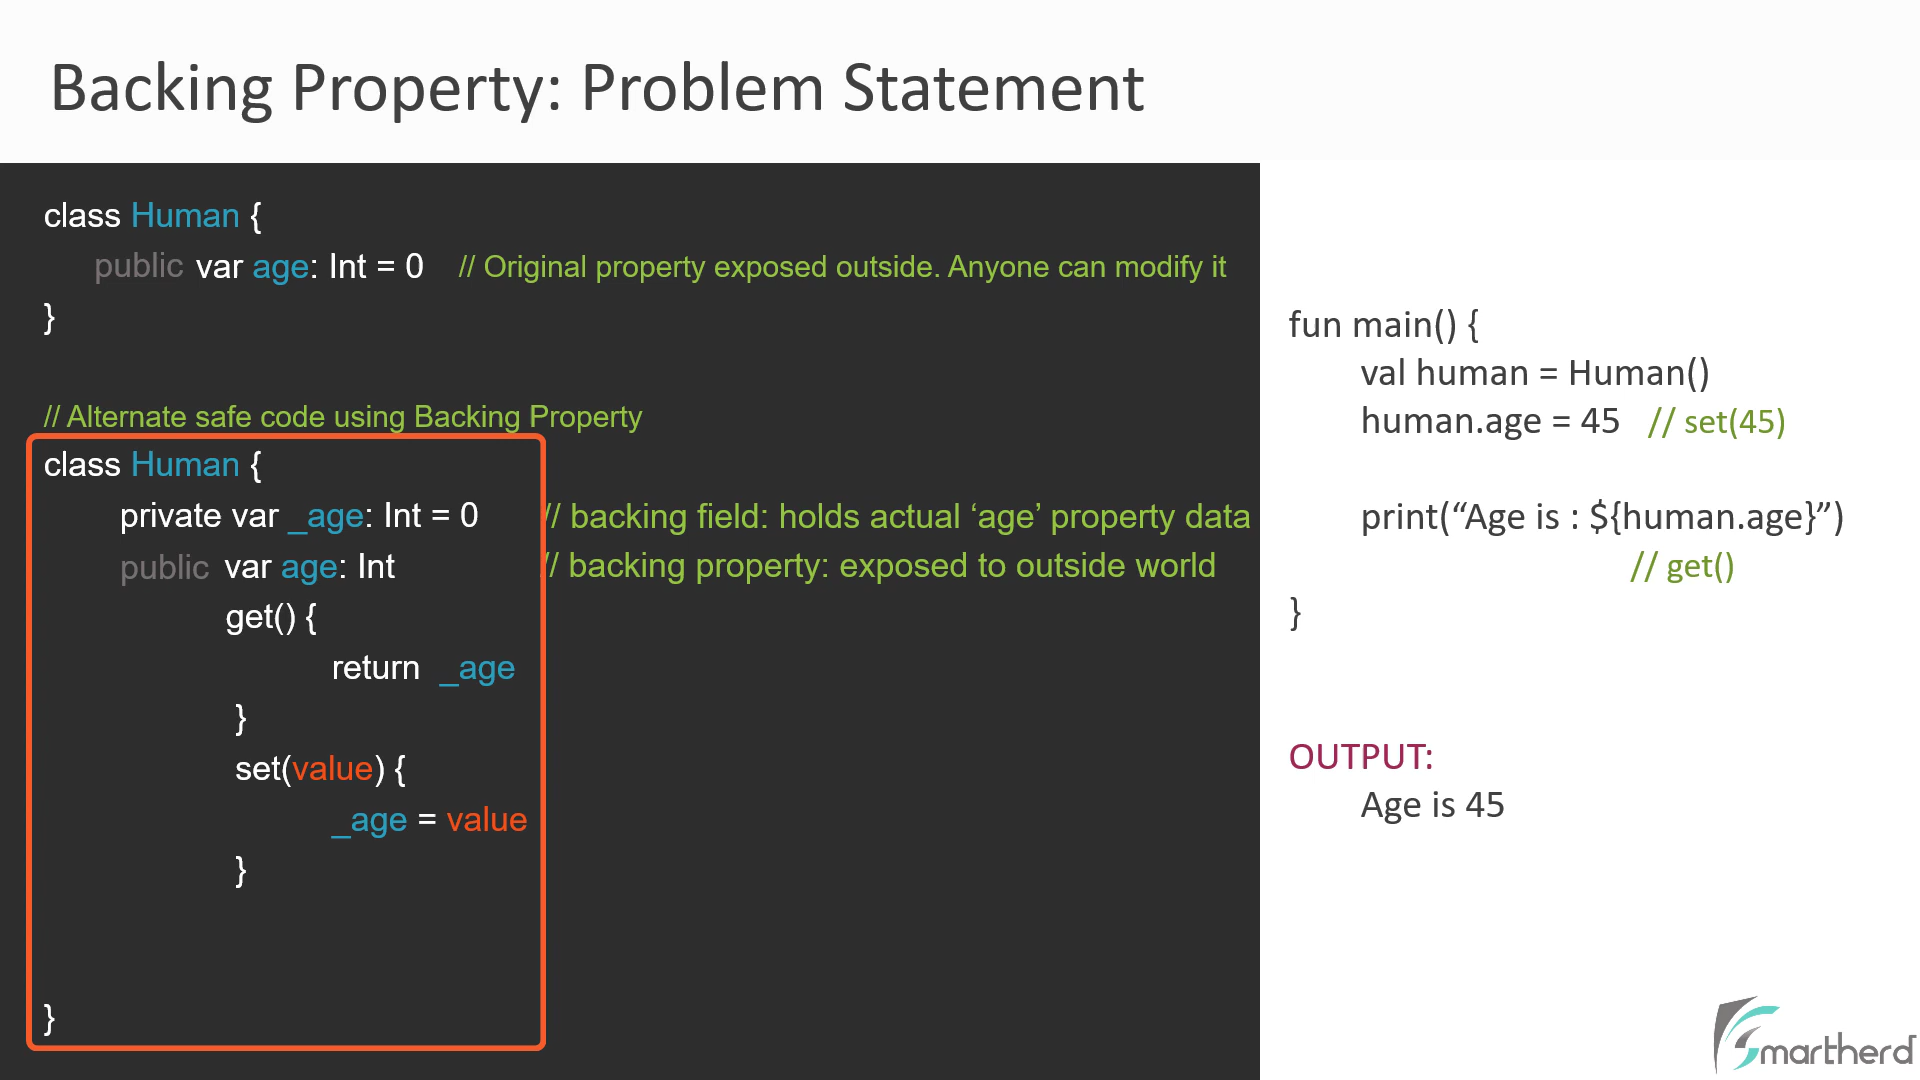 Backing Property: Problem Statement
class Human {
public var age: Int = 0 // Original property exposed outside. Anyone can modify it
}
// Alternate safe code using Backing Property
class Human {
private var _age: Int = 0 // backing field: holds actual ‘age’ property data
public var age: Int // backing property: exposed to outside world
get() {
return _age
}
set(value) {
_age = value
}
}
fun main() {
val human = Human()
human.age = 45 // set(45)
print(“Age is : ${human.age}”)
// get()
}
OUTPUT:
Age is 45
Smartherd